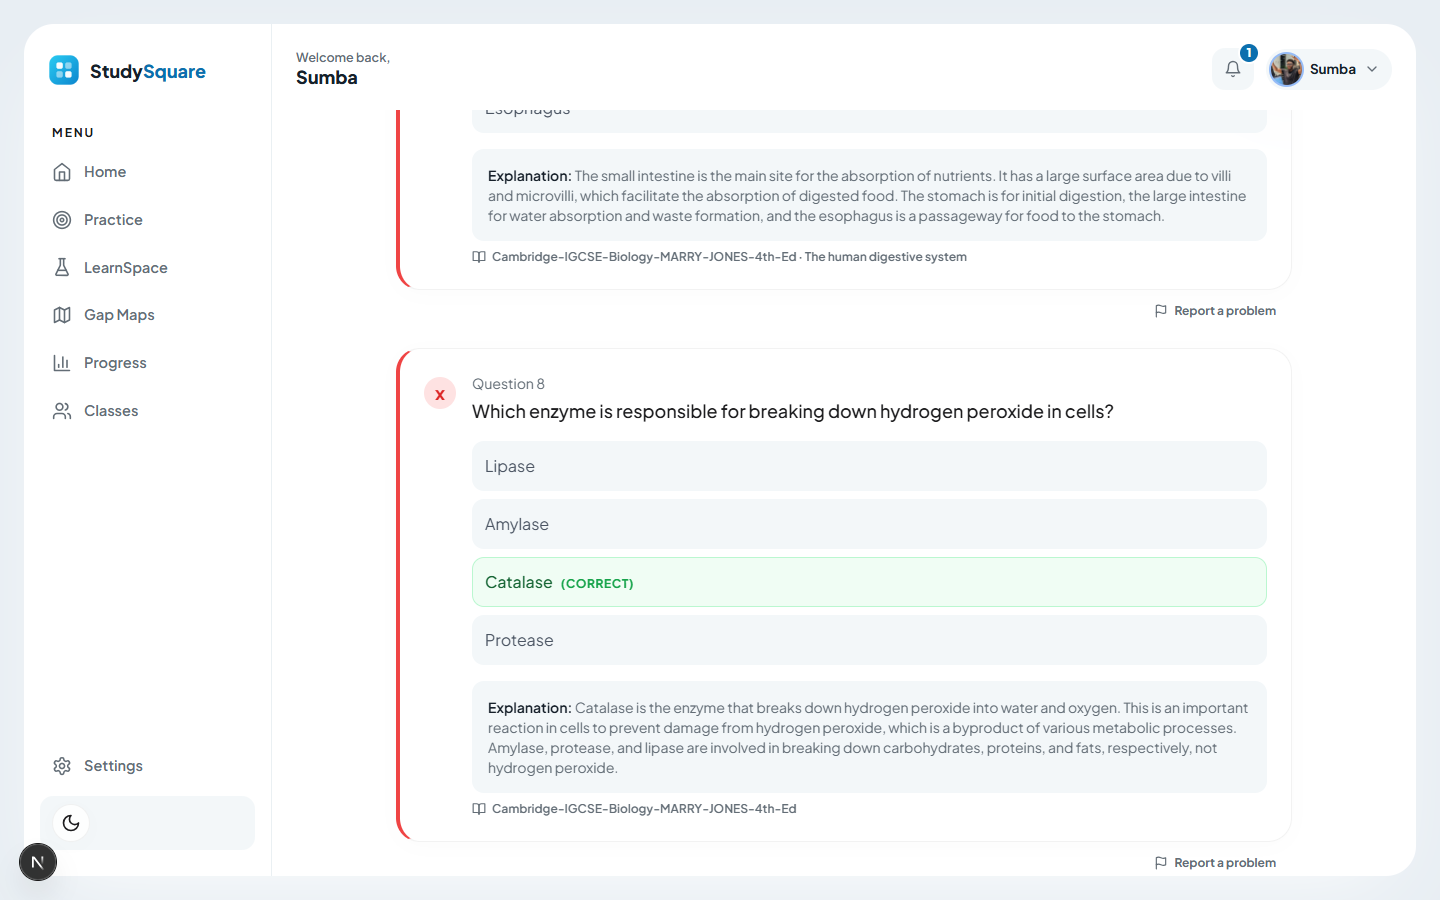 StudySquare
MENU
Home
Practice
LearnSpace
Gap Maps
Progress
Classes
Settings
N
Welcome back,
Sumba
1
Sumba
Esophagus
Explanation: The small intestine is the main site for the absorption of nutrients. It has a large surface area due to villi
and microvilli, which facilitate the absorption of digested food. The stomach is for initial digestion, the large intestine
for water absorption and waste formation, and the esophagus is a passageway for food to the stomach.
Cambridge-IGCSE-Biology-MARRY-JONES-4th-Ed · The human digestive system
Report a problem
X
Question 8
Which enzyme is responsible for breaking down hydrogen peroxide in cells?
Lipase
Amylase
Catalase (CORRECT)
Protease
Explanation: Catalase is the enzyme that breaks down hydrogen peroxide into water and oxygen. This is an important
reaction in cells to prevent damage from hydrogen peroxide, which is a byproduct of various metabolic processes.
Amylase, protease, and lipase are involved in breaking down carbohydrates, proteins, and fats, respectively, not
hydrogen peroxide.
Cambridge-IGCSE-Biology-MARRY-JONES-4th-Ed
Report a problem